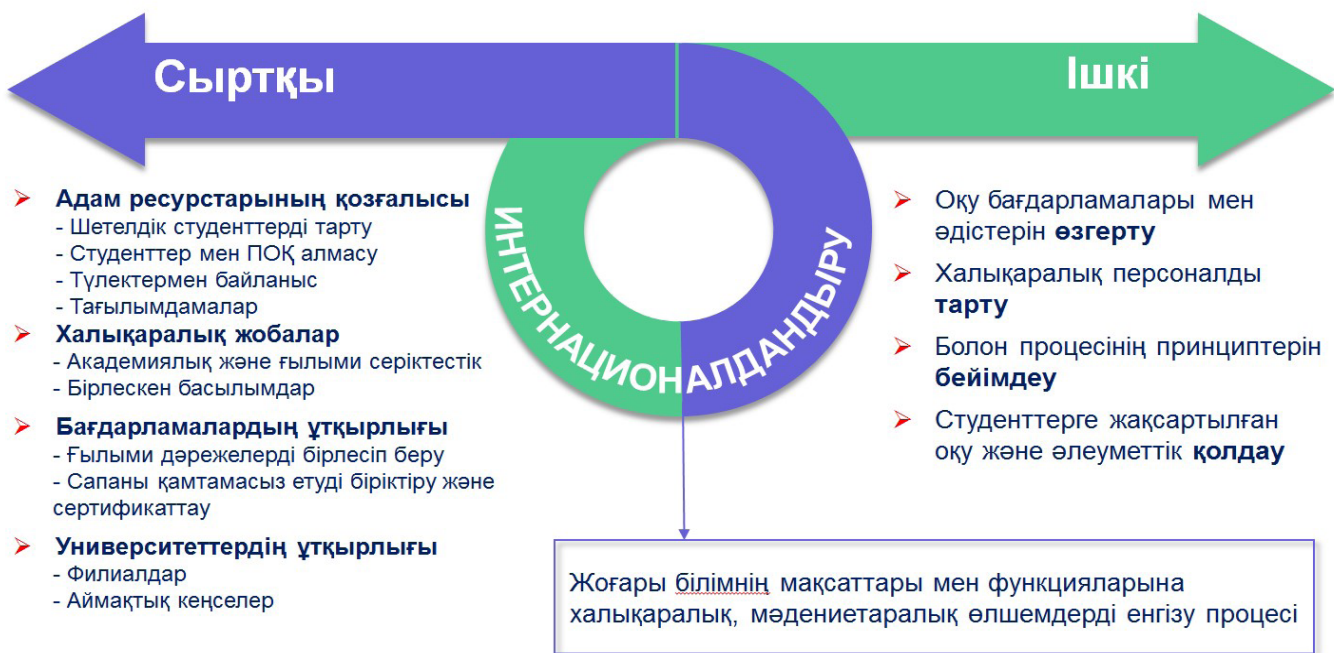 Сыртқы
Ішкі
ИНТЕРНАЦИОНАЛДАНДЫРУ
Адам ресурстарының қозғалысы
- Шетелдік студенттерді тарту
- Студенттер мен ПОҚ алмасу
- Түлектермен байланыс
- Тағылымдамалар
Халықаралық жобалар
- Академиялық және ғылыми серіктестік
- Бірлескен басылымдар
Бағдарламалардың ұтқырлығы
- Ғылыми дәрежелерді бірлесіп беру
- Сапаны қамтамасыз етуді біріктіру және
сертификаттау
Университеттердің ұтқырлығы
- Филиалдар
- Аймақтық кеңселер
Оқу бағдарламалары мен
әдістерін өзгерту
Халықаралық персоналды
тарту
Болон процесінің принциптерін
бейімдеу
Студенттерге жақсартылған
оқу және әлеуметтік қолдау
Жоғары білімнің мақсаттары мен функцияларына
халықаралық, мәдениетаралық өлшемдерді енгізу процесі